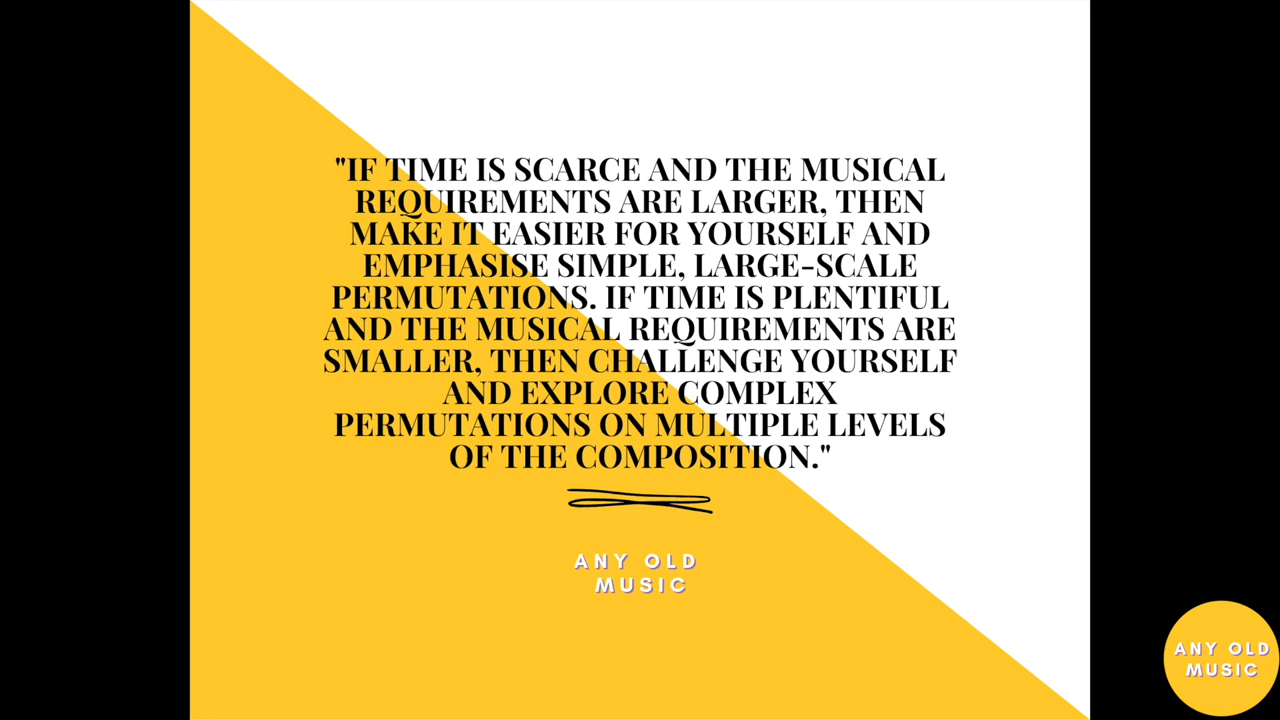 "IF TIME IS SCARCE AND THE MUSICAL
REQUIREMENTS ARE LARGER, THEN
MAKE IT EASIER FOR YOURSELF AND
EMPHASISE SIMPLE, LARGE-SCALE
PERMUTATIONS. IF TIME IS PLENTIFUL
AND THE MUSICAL REQUIREMENTS ARE
SMALLER, THEN CHALLENGE YOURSELF
AND EXPLORE COMPLEX
PERMUTATIONS ON MULTIPLE LEVELS
OF THE COMPOSITION."
ANY OLD
MUSIC
ANY OLD
MUSIC